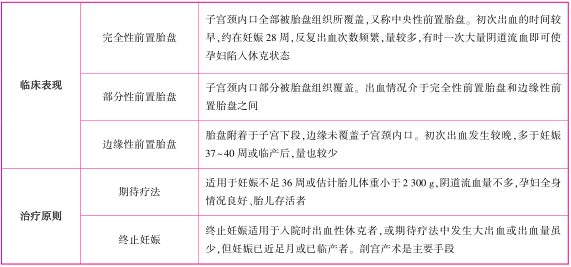 临床表现
完全性前置胎盘
子宫颈内口全部被胎盘组织所覆盖，又称中央性前置胎盘。初次出血的时间较
早，约在妊娠 28 周，反复出血次数频繁，量较多，有时一次大量阴道流血即可使
孕妇陷入休克状态
部分性前置胎盘
子宫颈内口部分被胎盘组织覆盖。出血情况介于完全性前置胎盘和边缘性前
置胎盘之间
边缘性前置胎盘
胎盘附着于子宫下段，边缘未覆盖子宫颈内口。初次出血发生较晚，多于妊娠
37~40 周或临产后，量也较少
治疗原则
期待疗法
适用于妊娠不足 36 周或估计胎儿体重小于 2 300 g，阴道流血量不多，孕妇全身
情况良好、胎儿存活者
终止妊娠
终止妊娠适用于入院时出血性休克者，或期待疗法中发生大出血或出血量虽
少，但妊娠已近足月或已临产者。剖宫产术是主要手段